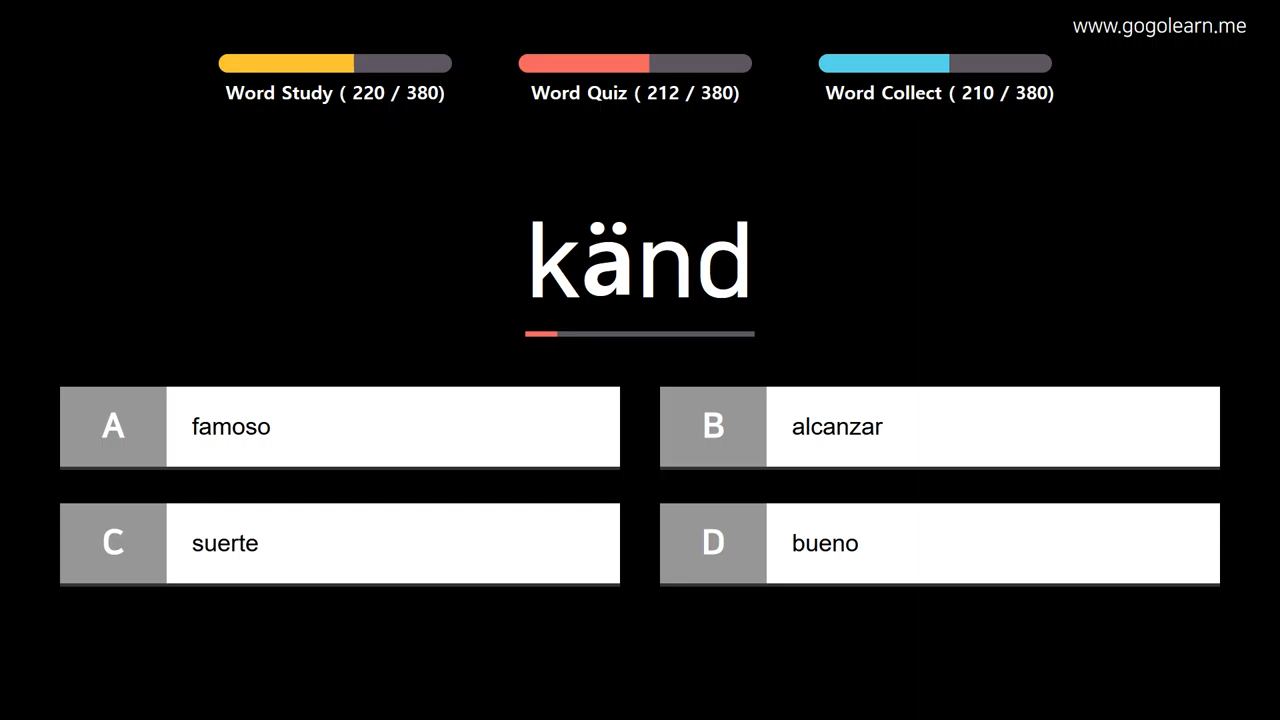 www.gogolearn.me
Word Study ( 220 / 380)
Word Quiz ( 212 / 380)
Word Collect ( 210 / 380)
känd
A famoso
B alcanzar
C suerte
D bueno